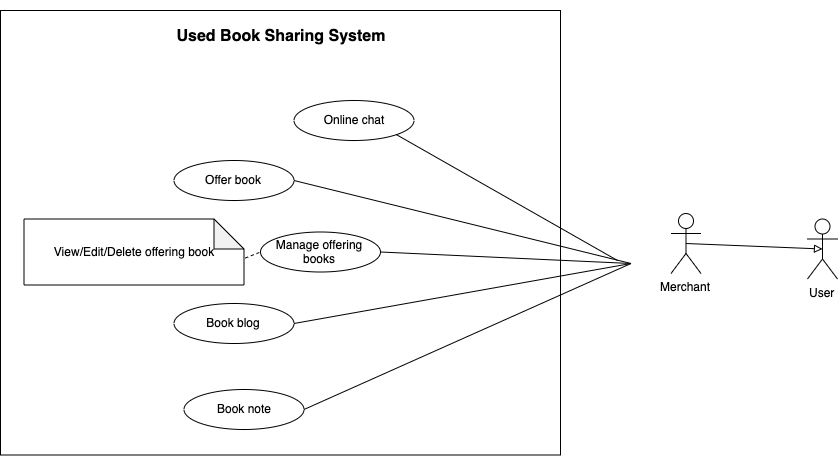 Used Book Sharing System
Online chat
Offer book
View/Edit/Delete offering book
Manage offering
books
Merchant
User
Book blog
Book note